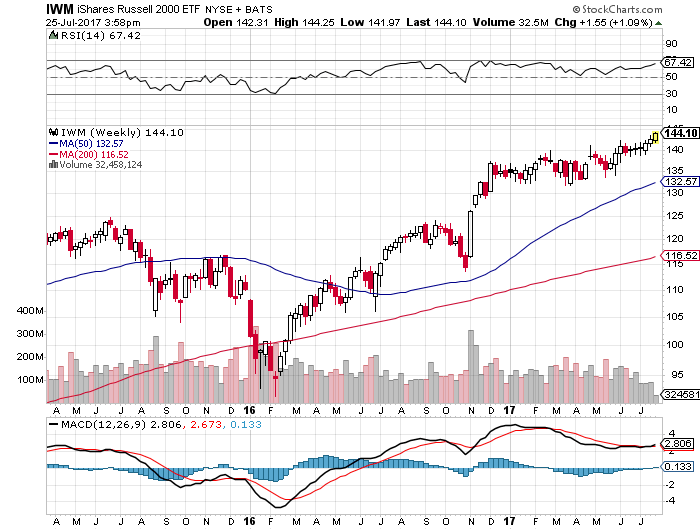 IWM iShares Russell 2000 ETF NYSE + BATS
© StockCharts.com
25-Jul-2017 3:58pm
Open 142.31 High 144.25 Low 141.97 Last 144.10 Volume 32.5M Chg +1.55 (+1.09%)
RSI(14) 67.42
90
70
67.42
50
30
10
IWM (Weekly) 144.10
MA(50) 132.57
MA(200) 116.52
Volume 32,458,124
145
144.10
140
135
132.57
130
125
120
116.52
115
110
105
100
95
400M
300M
200M
100M
324581
A M J J A S O N D 16 F M A M J J A S O N D 17 F M A M J J
MACD(12,26,9) 2.806, 2.673, 0.133
4
2.806
2
0.133
-2
-4
A M J J A S O N D 16 F M A M J J A S O N D 17 F M A M J J